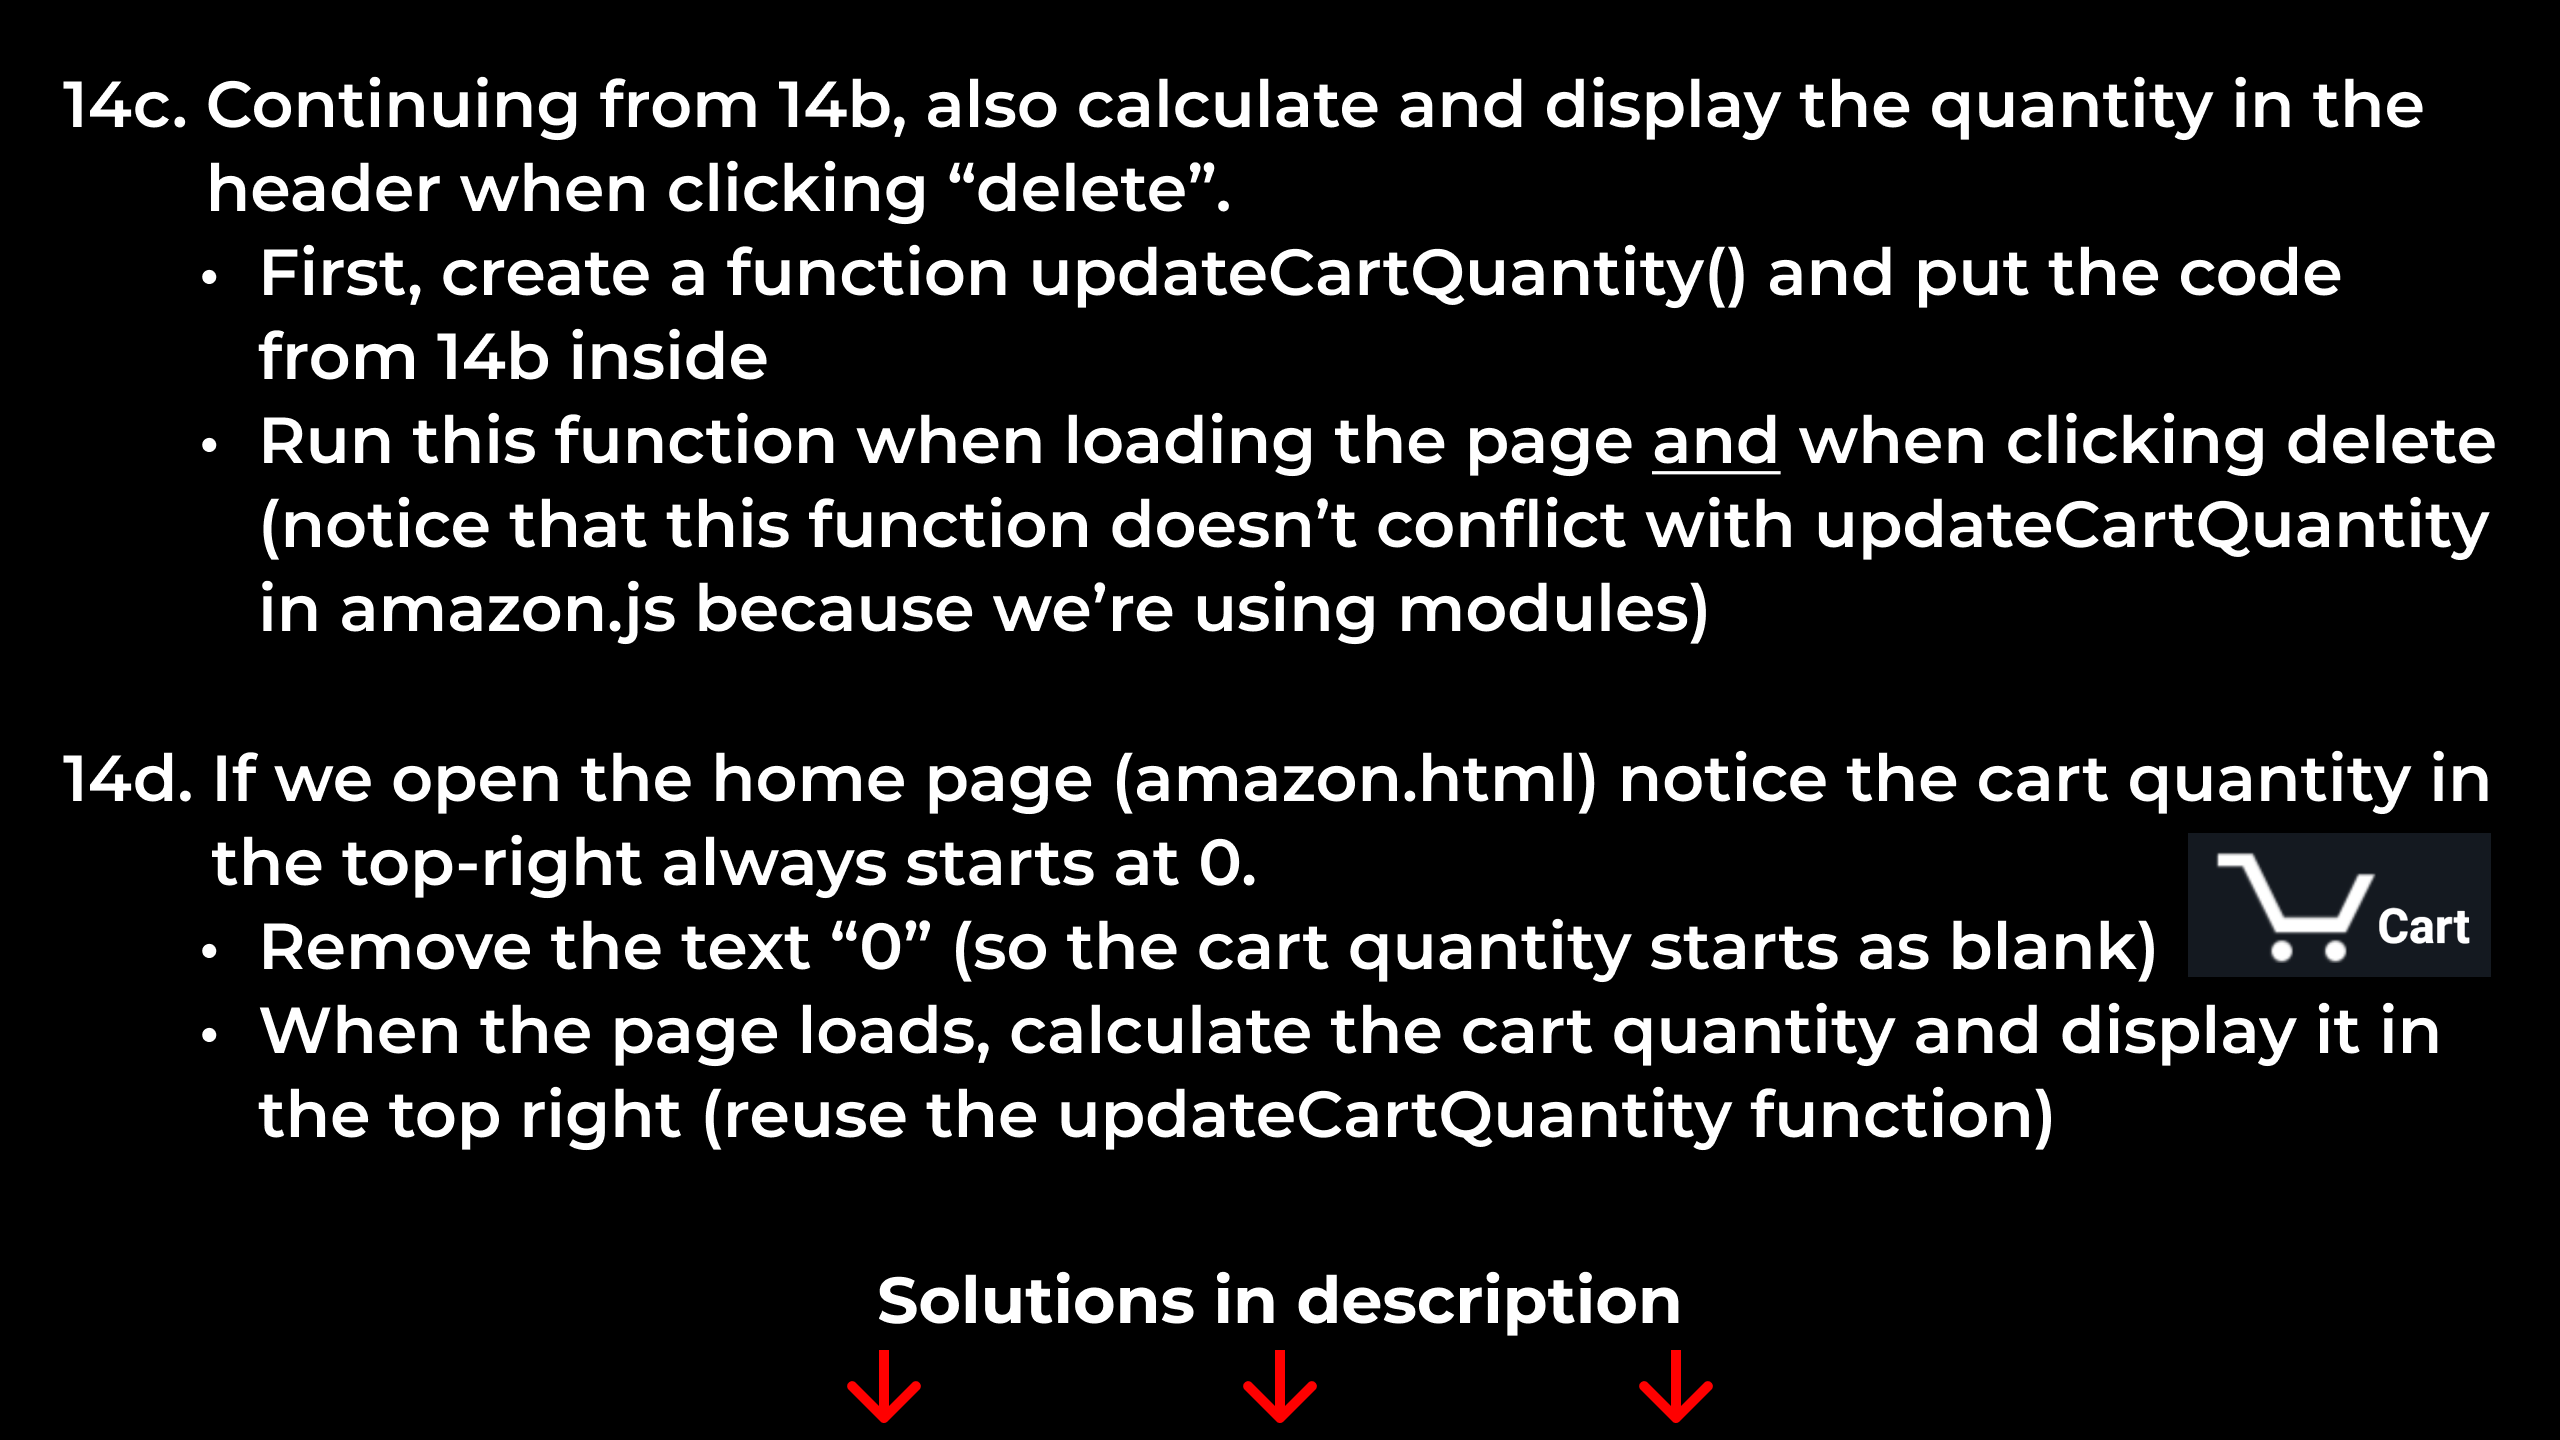 14c. Continuing from 14b, also calculate and display the quantity in the
header when clicking “delete”.
• First, create a function updateCartQuantity() and put the code
from 14b inside
• Run this function when loading the page and when clicking delete
(notice that this function doesn’t conflict with updateCartQuantity
in amazon.js because we’re using modules)
14d. If we open the home page (amazon.html) notice the cart quantity in
the top-right always starts at 0.
• Remove the text “0” (so the cart quantity starts as blank)
Cart
• When the page loads, calculate the cart quantity and display it in
the top right (reuse the updateCartQuantity function)
Solutions in description